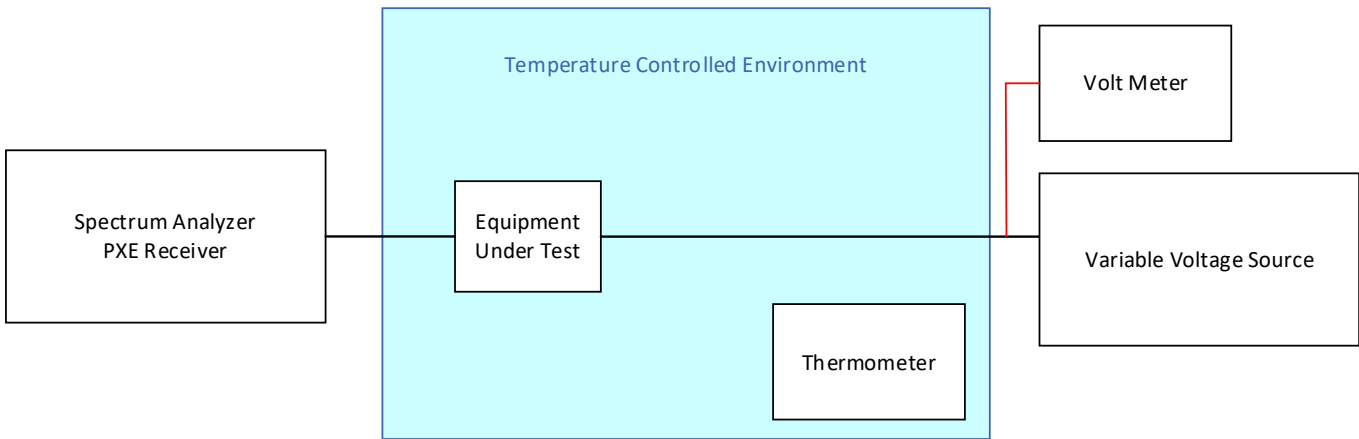 Temperature Controlled Environment
Volt Meter
Spectrum Analyzer
PXE Receiver
Equipment
Under Test
Variable Voltage Source
Thermometer